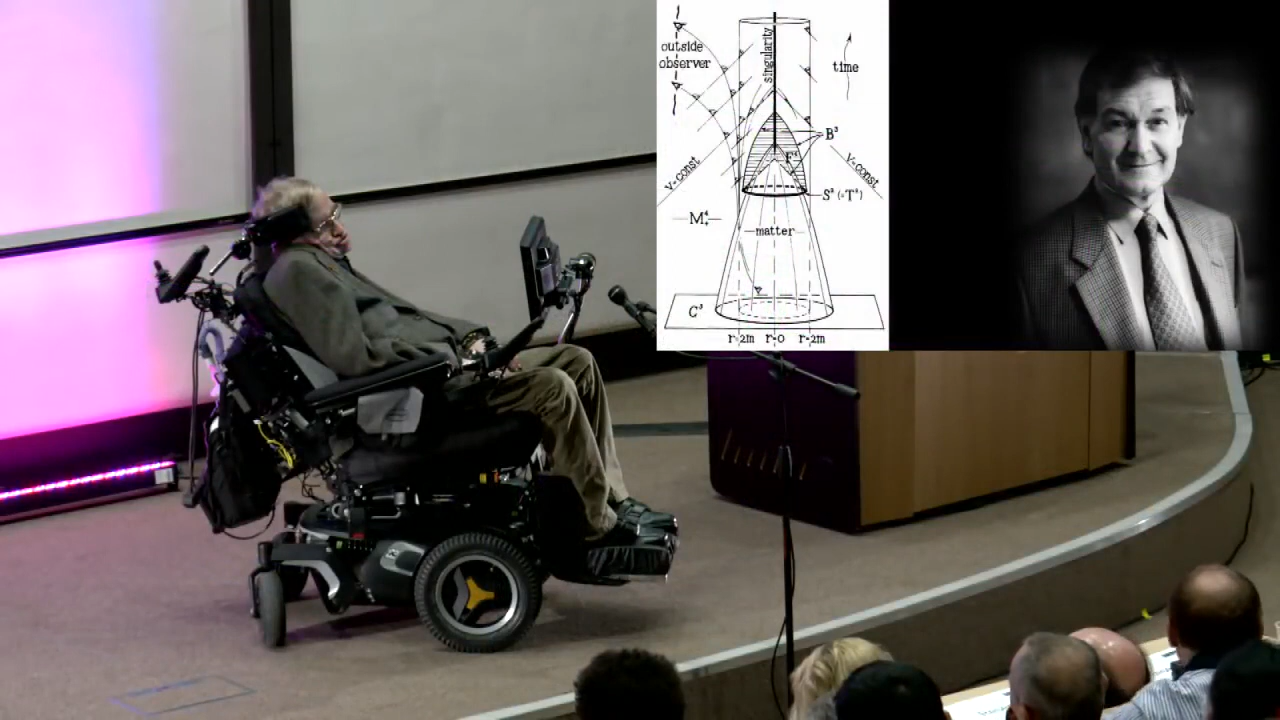 outside
observer
singularity
time
B³
F⁴
v=const
v=const
S² (=T²)
M⁴₊
matter
C³
r=2m r=0 r=2m